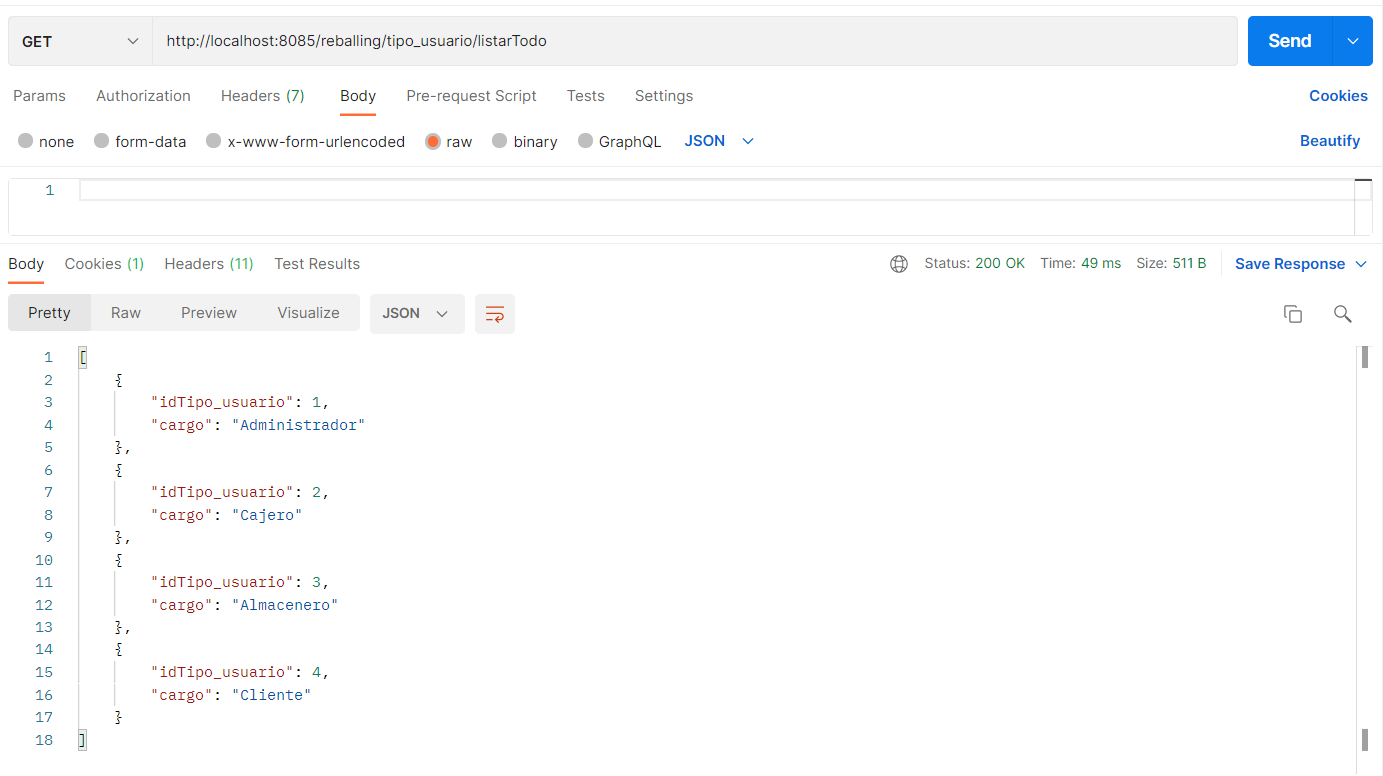 GET http://localhost:8085/reballing/tipo_usuario/listarTodo Send
Params Authorization Headers (7) Body Pre-request Script Tests Settings Cookies
none form-data x-www-form-urlencoded raw binary GraphQL JSON Beautify
1
Body Cookies (1) Headers (11) Test Results Status: 200 OK Time: 49 ms Size: 511 B Save Response
Pretty Raw Preview Visualize JSON
1 [
2 {
3 "idTipo_usuario": 1,
4 "cargo": "Administrador"
5 },
6 {
7 "idTipo_usuario": 2,
8 "cargo": "Cajero"
9 },
10 {
11 "idTipo_usuario": 3,
12 "cargo": "Almacenero"
13 },
14 {
15 "idTipo_usuario": 4,
16 "cargo": "Cliente"
17 }
18 ]